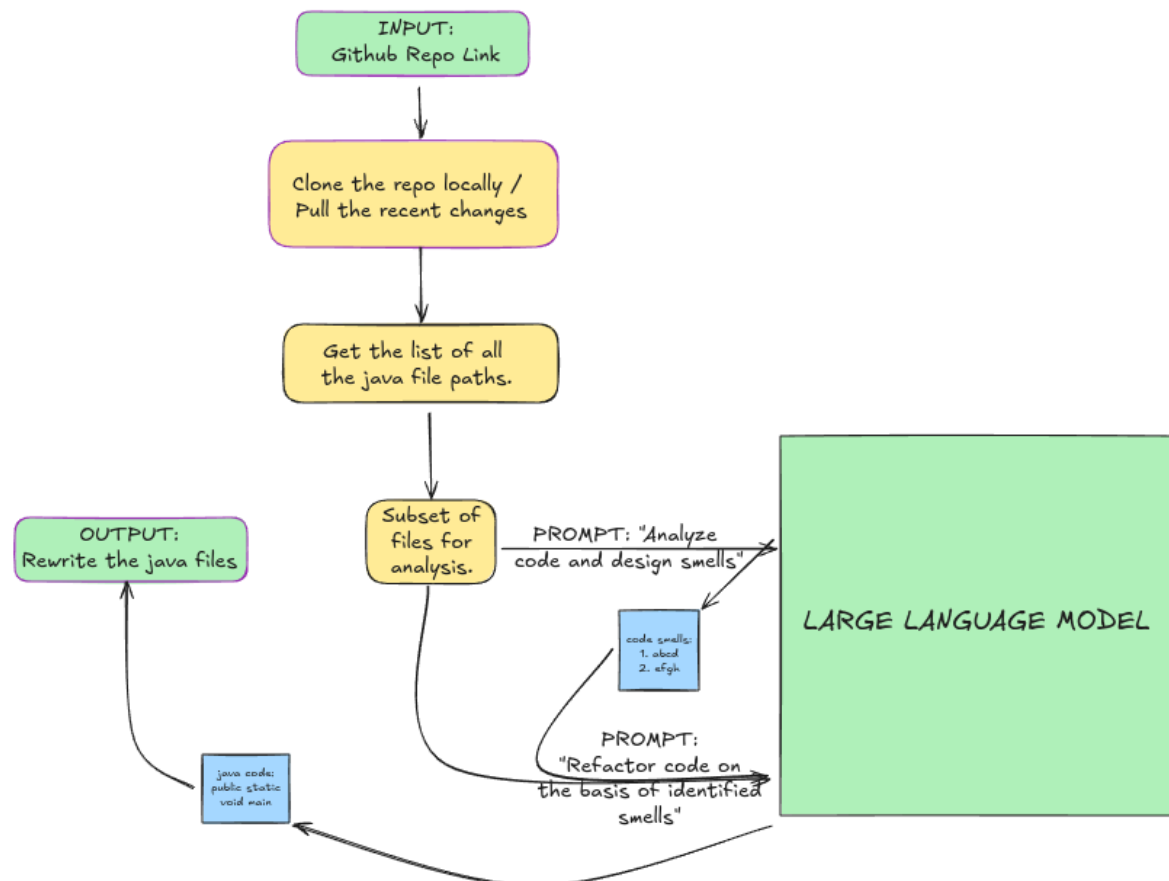 INPUT:
Github Repo Link
Clone the repo locally /
Pull the recent changes
Get the list of all
the java file paths.
Subset of
files for
analysis.
PROMPT: "Analyze
code and design smells"
OUTPUT:
Rewrite the java files
LARGE LANGUAGE MODEL
code smells:
1. abcd
2. efgh
PROMPT:
"Refactor code on
the basis of identified
smells"
java code:
public static
void main